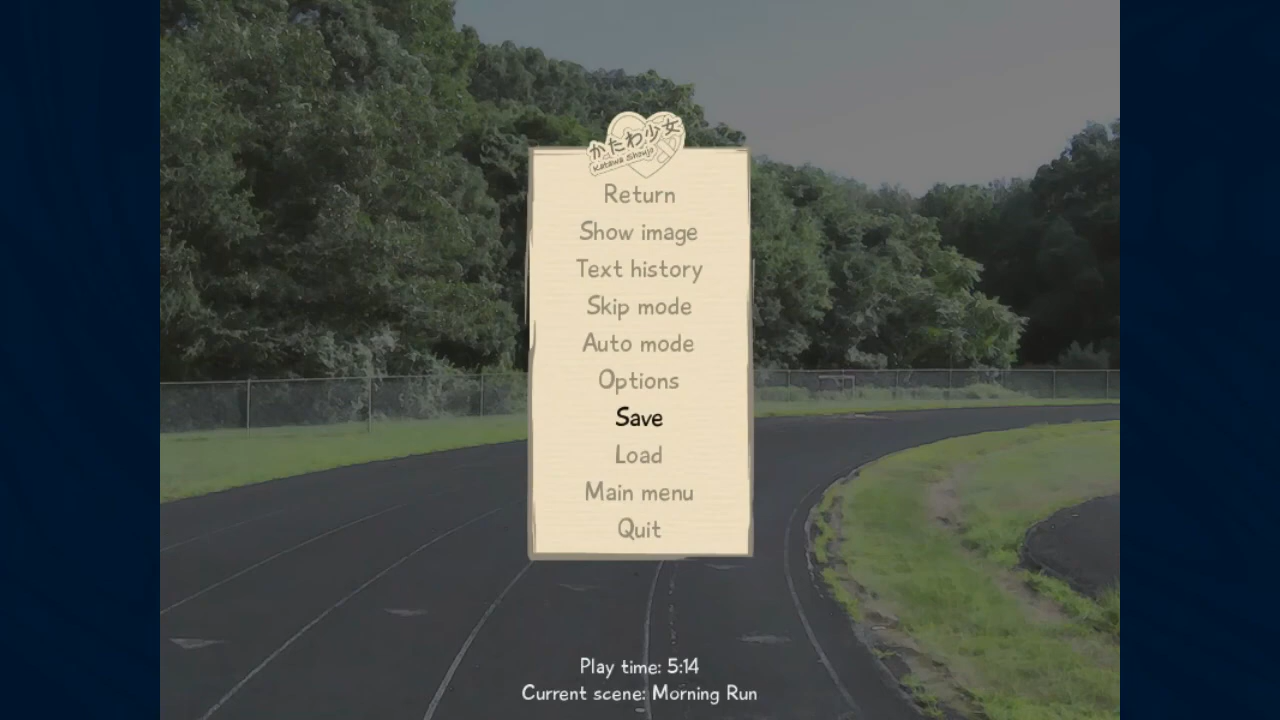 かたわ少女
Katawa Shoujo
Return
Show image
Text history
Skip mode
Auto mode
Options
Save
Load
Main menu
Quit
Play time: 5:14
Current scene: Morning Run